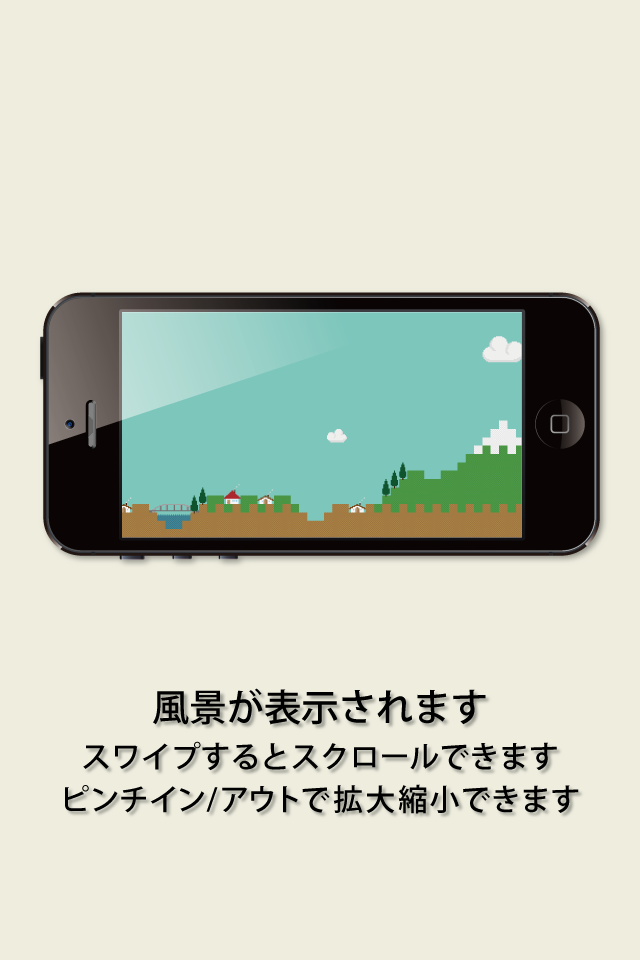 風景が表示されます
スワイプするとスクロールできます
ピンチイン/アウトで拡大縮小できます